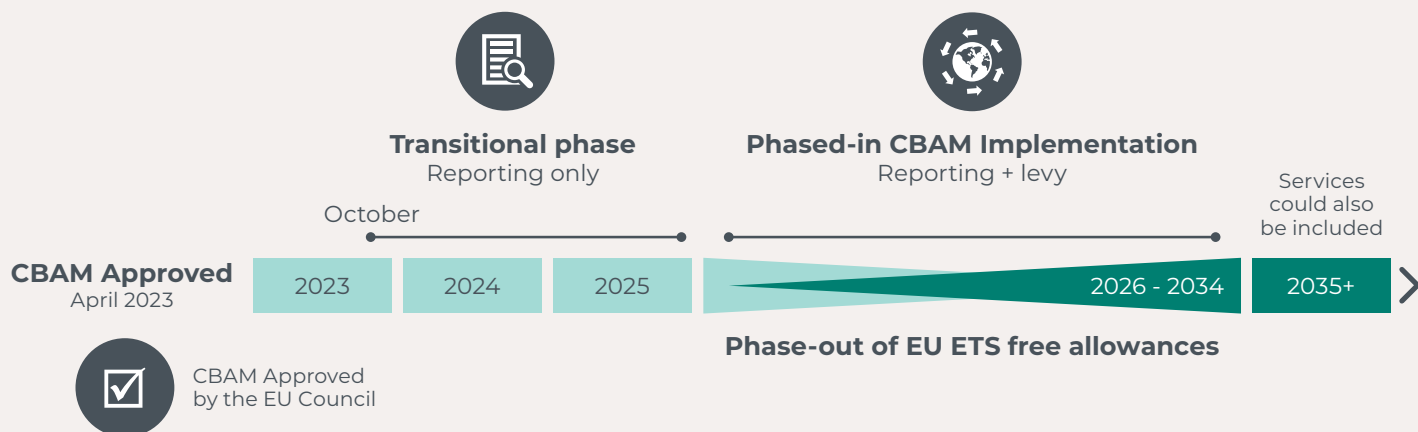 Transitional phase
Reporting only
Phased-in CBAM Implementation
Reporting + levy
Services
could also
be included
October
CBAM Approved
April 2023
2023
2024
2025
2026 - 2034
2035+
Phase-out of EU ETS free allowances
CBAM Approved
by the EU Council